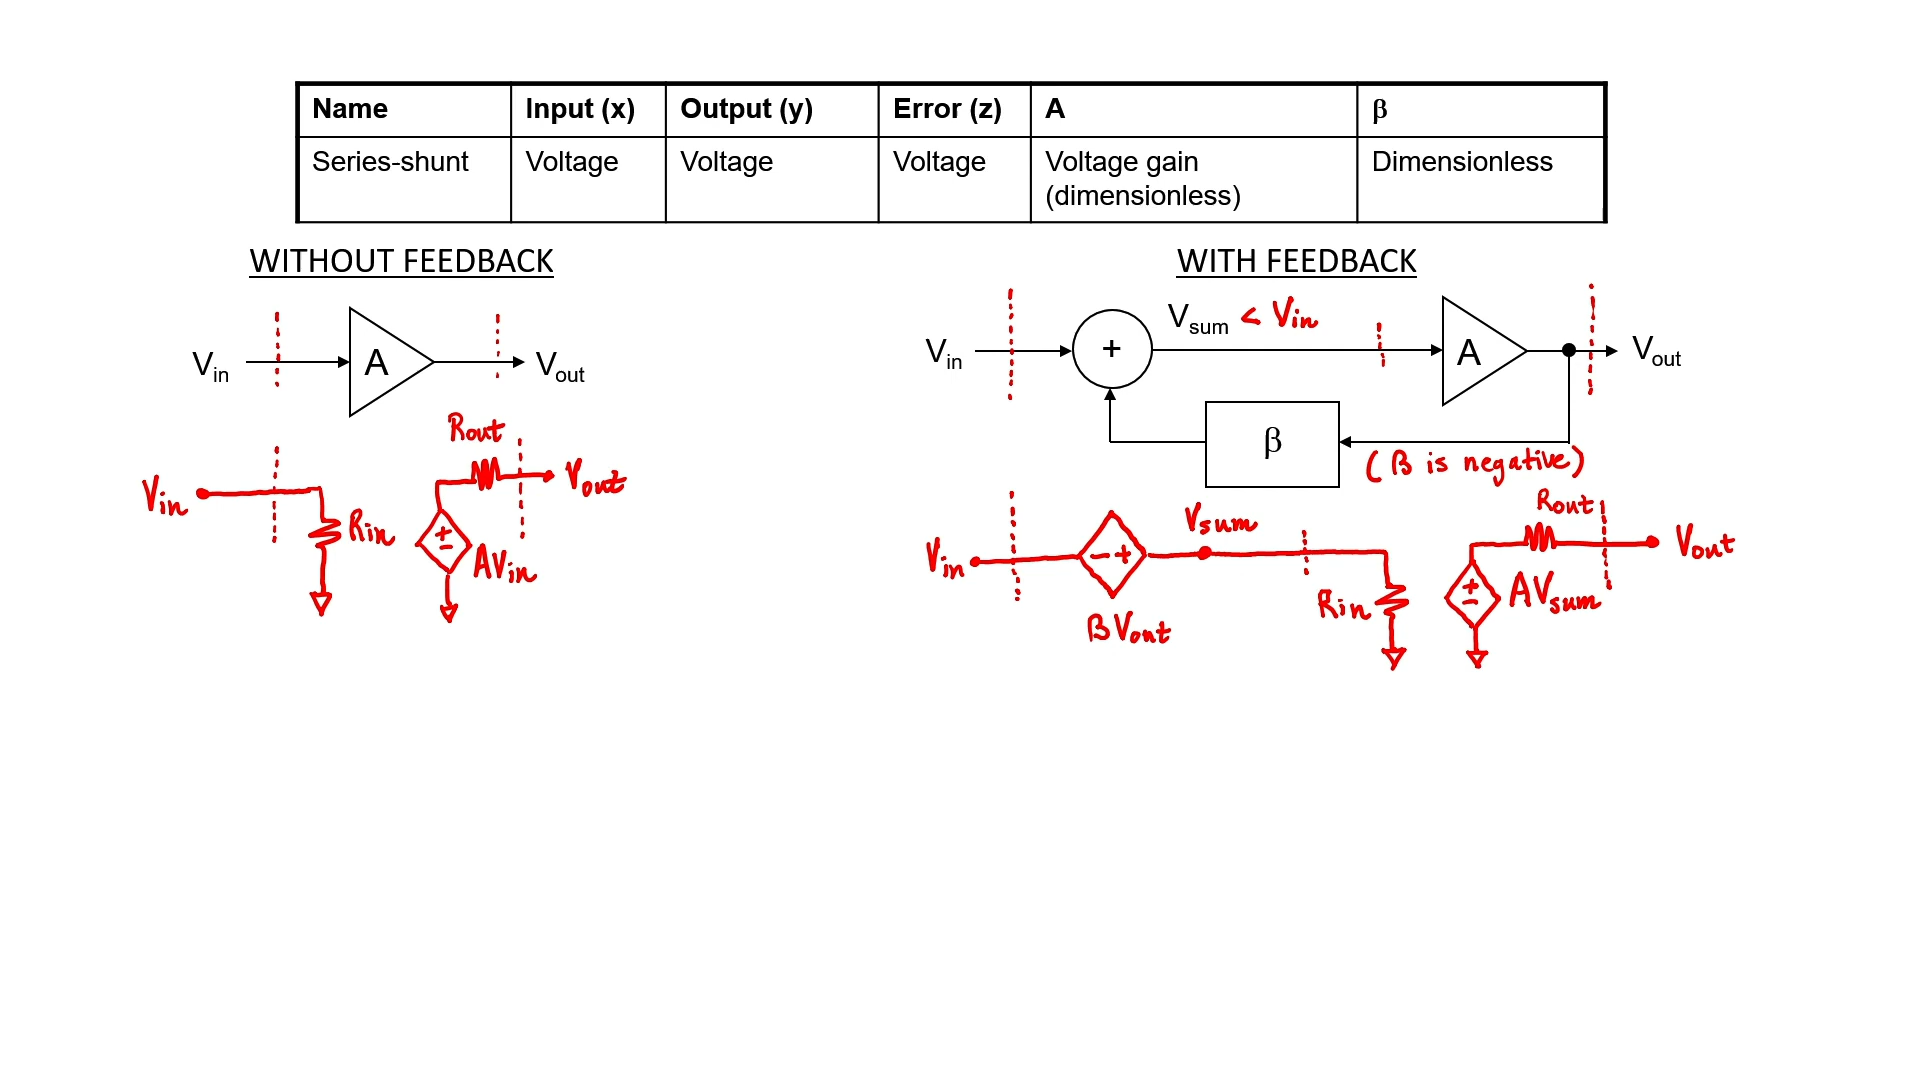 Name Input (x) Output (y) Error (z) A β
Series-shunt Voltage Voltage Voltage Voltage gain Dimensionless
(dimensionless)
WITHOUT FEEDBACK
WITH FEEDBACK
Vin A Vout
Vin + Vsum < Vin A Vout
β
(β is negative)
Vin Rin Rout Vout
+
−
AVin
Vin − + Vsum Rin Rout Vout
βVout
+
−
AVsum